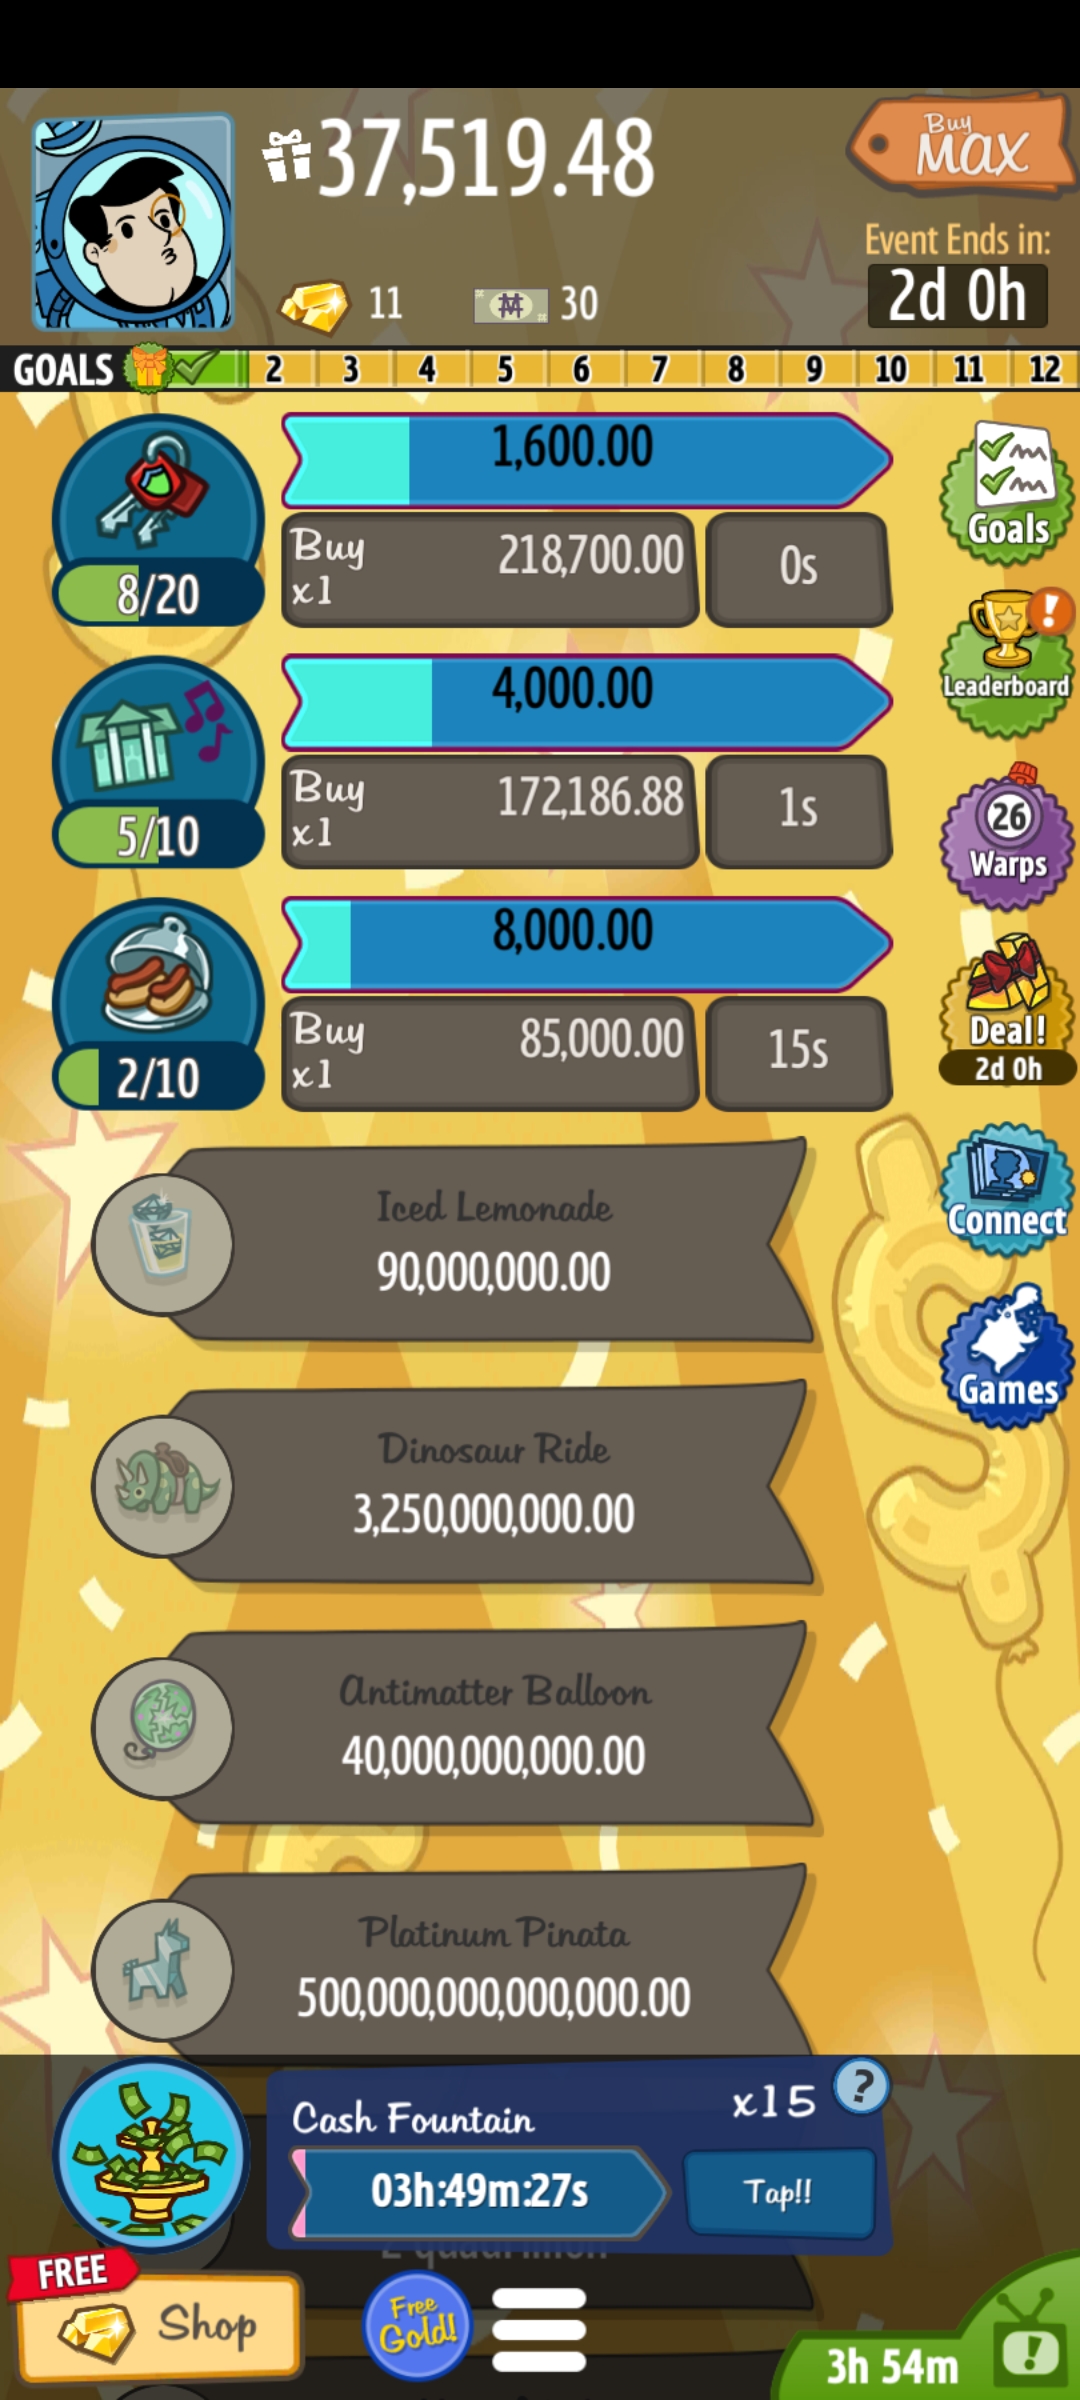 37,519.48
Buy
MAX
Event Ends in:
2d 0h
11
30
GOALS 2 3 4 5 6 7 8 9 10 11 12
1,600.00
Buy
x1
218,700.00
0s
8/20
Goals
4,000.00
Buy
x1
172,186.88
1s
5/10
Leaderboard
26
Warps
8,000.00
Buy
x1
85,000.00
15s
2/10
Deal!
2d 0h
Iced Lemonade
90,000,000.00
Connect
Games
Dinosaur Ride
3,250,000,000.00
Antimatter Balloon
40,000,000,000.00
Platinum Pinata
500,000,000,000,000.00
Cash Fountain
x15
?
03h:49m:27s
Tap!!
FREE
Shop
Free
Gold!
3h 54m